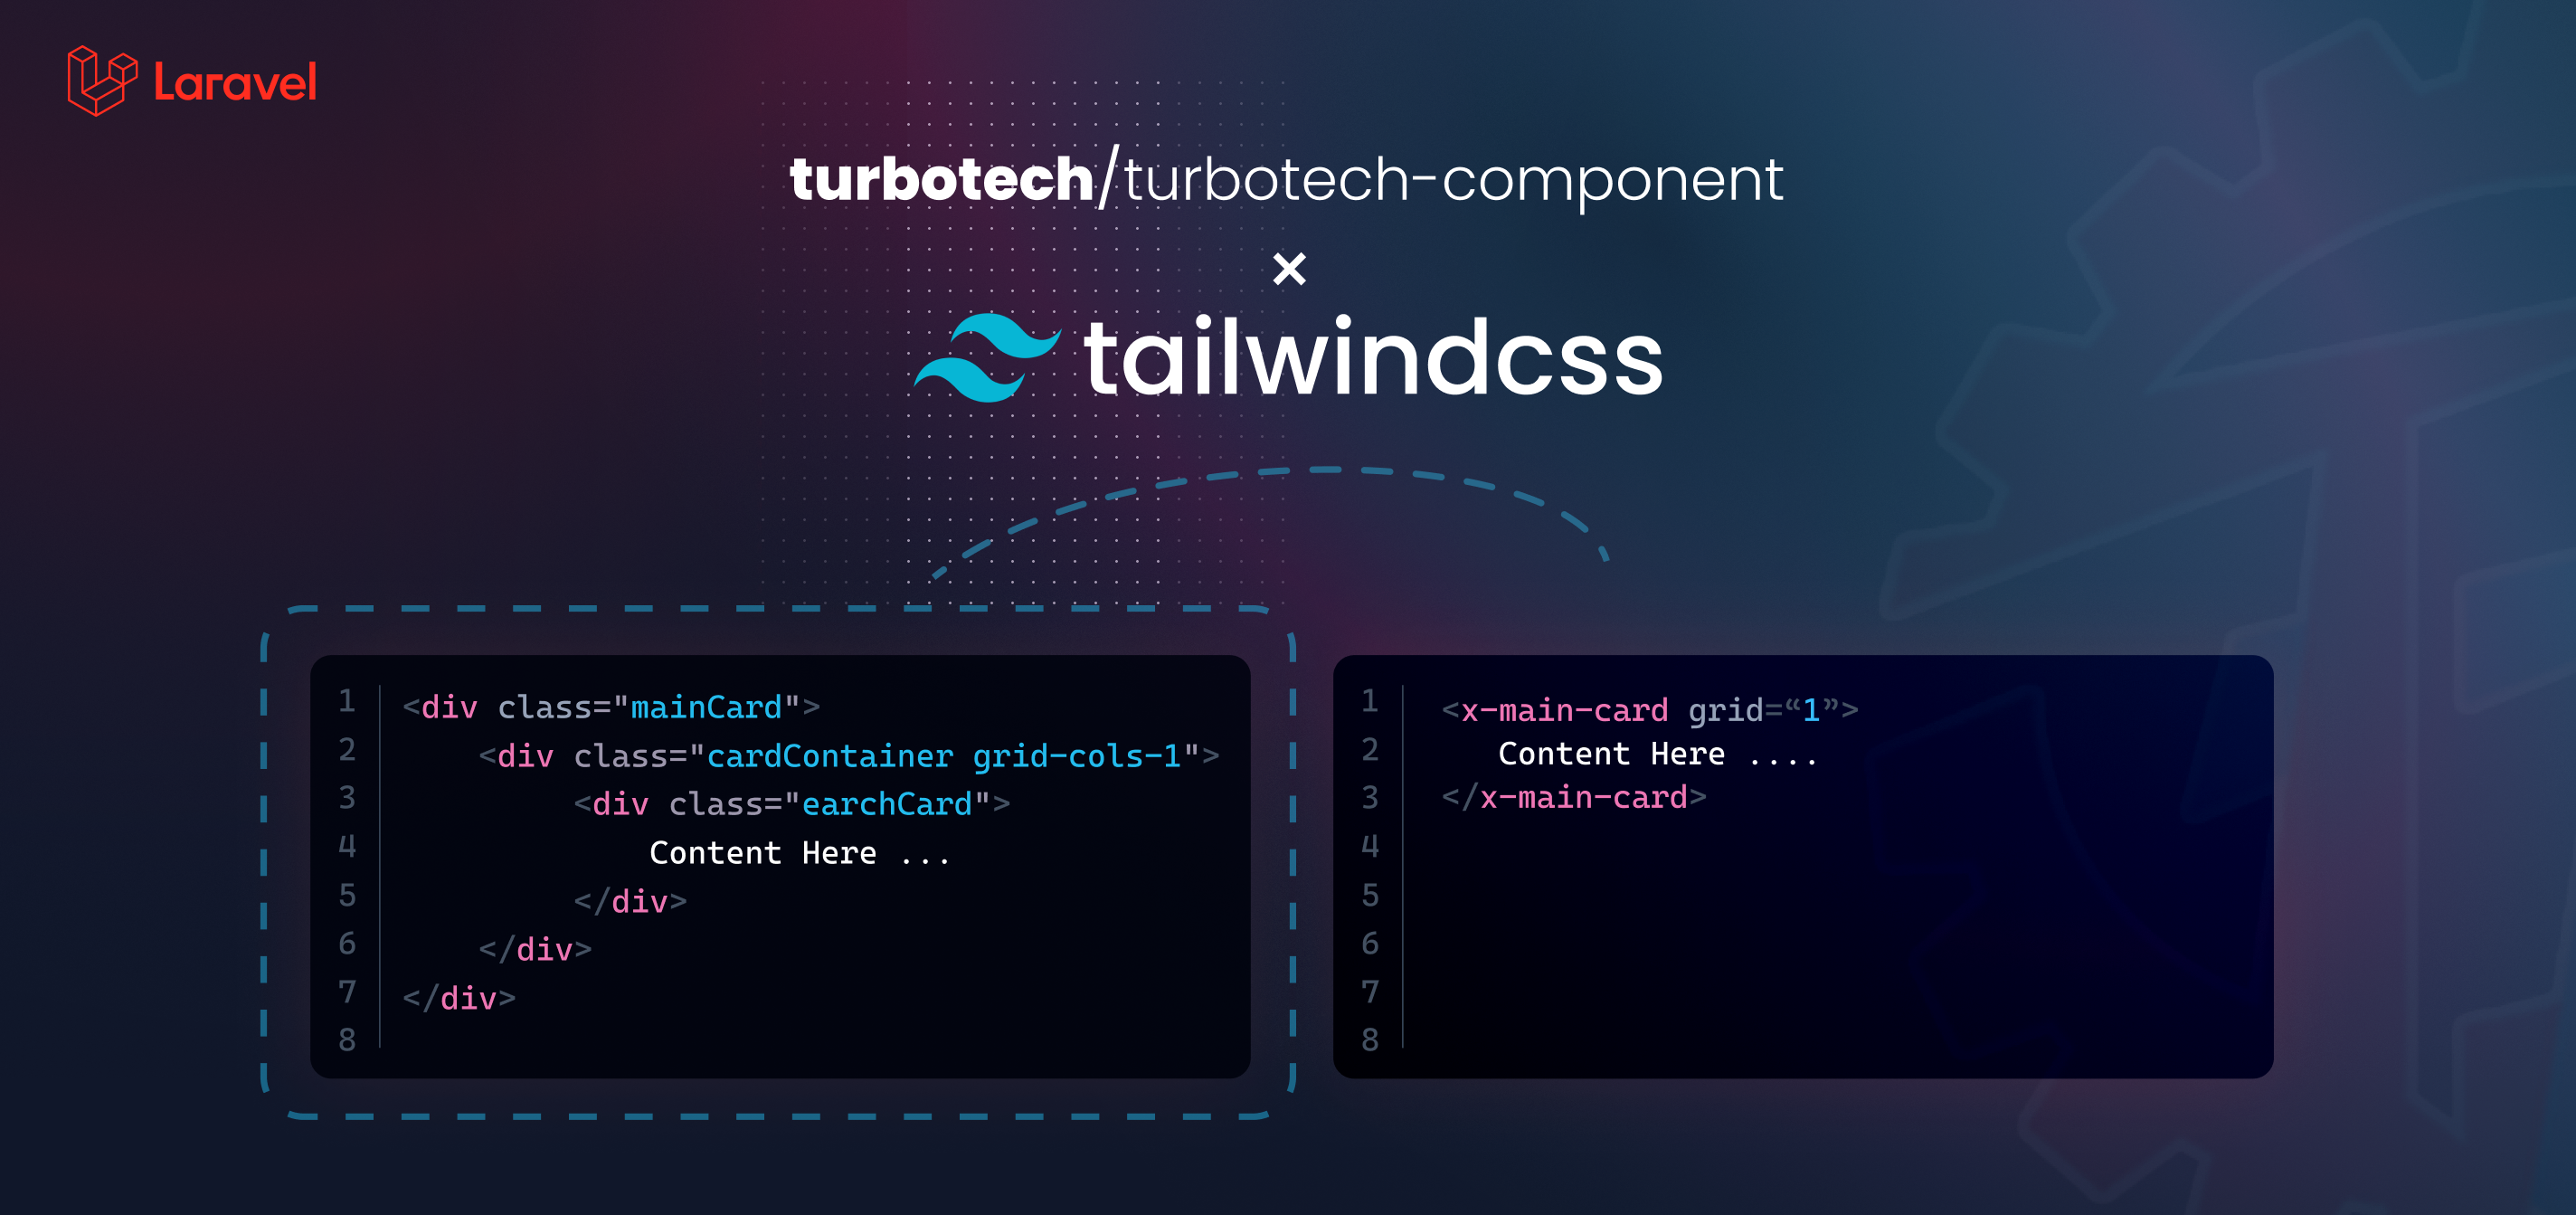 Laravel
turbotech/turbotech-component
×
tailwindcss
1 <div class="mainCard">
2 <div class="cardContainer grid-cols-1">
3 <div class="earchCard">
4 Content Here ...
5 </div>
6 </div>
7 </div>
8
1 <x-main-card grid=“1”>
2 Content Here ....
3 </x-main-card>
4
5
6
7
8